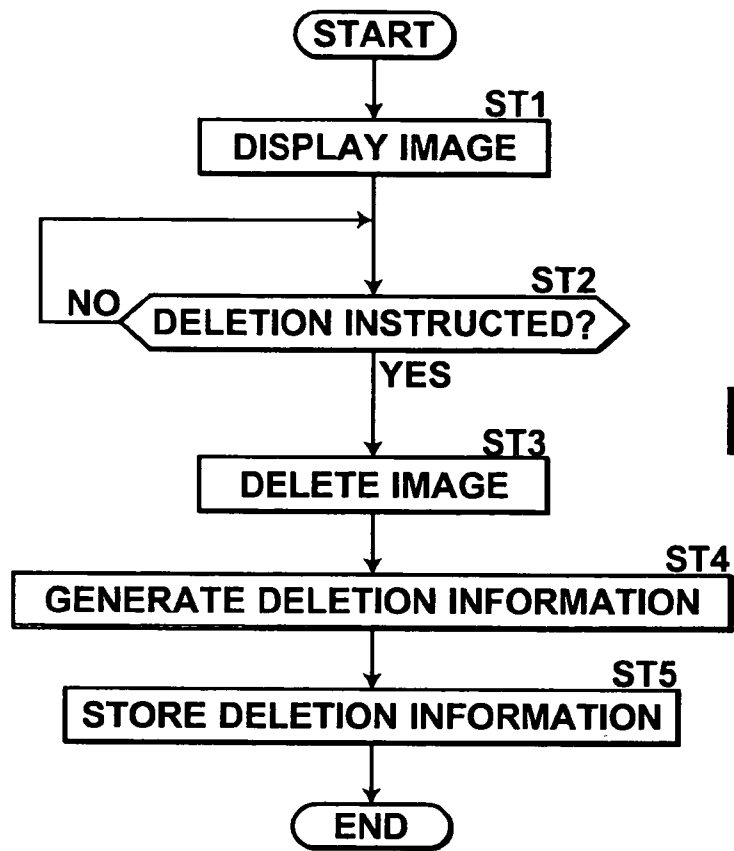 START
ST1
DISPLAY IMAGE
ST2
NO
DELETION INSTRUCTED?
YES
ST3
DELETE IMAGE
ST4
GENERATE DELETION INFORMATION
ST5
STORE DELETION INFORMATION
END